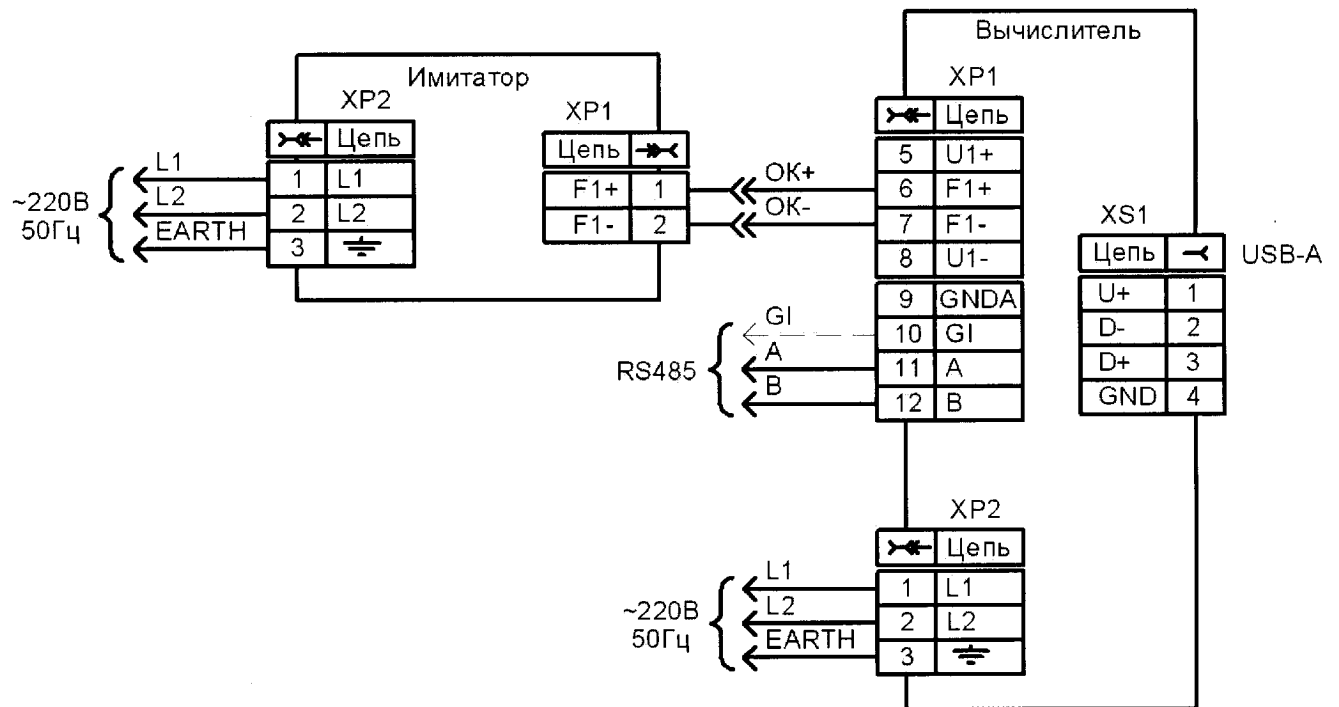 Вычислитель
Имитатор
XP2
Цепь
1 L1
2 L2
3
L1
L2
EARTH
~220В
50Гц
XP1
Цепь
F1+ 1
F1- 2
ОК+
ОК-
XP1
Цепь
5 U1+
6 F1+
7 F1-
8 U1-
9 GNDA
10 GI
11 A
12 B
GI
A
B
RS485
XS1
Цепь
USB-A
U+ 1
D- 2
D+ 3
GND 4
XP2
Цепь
1 L1
2 L2
3
L1
L2
EARTH
~220В
50Гц